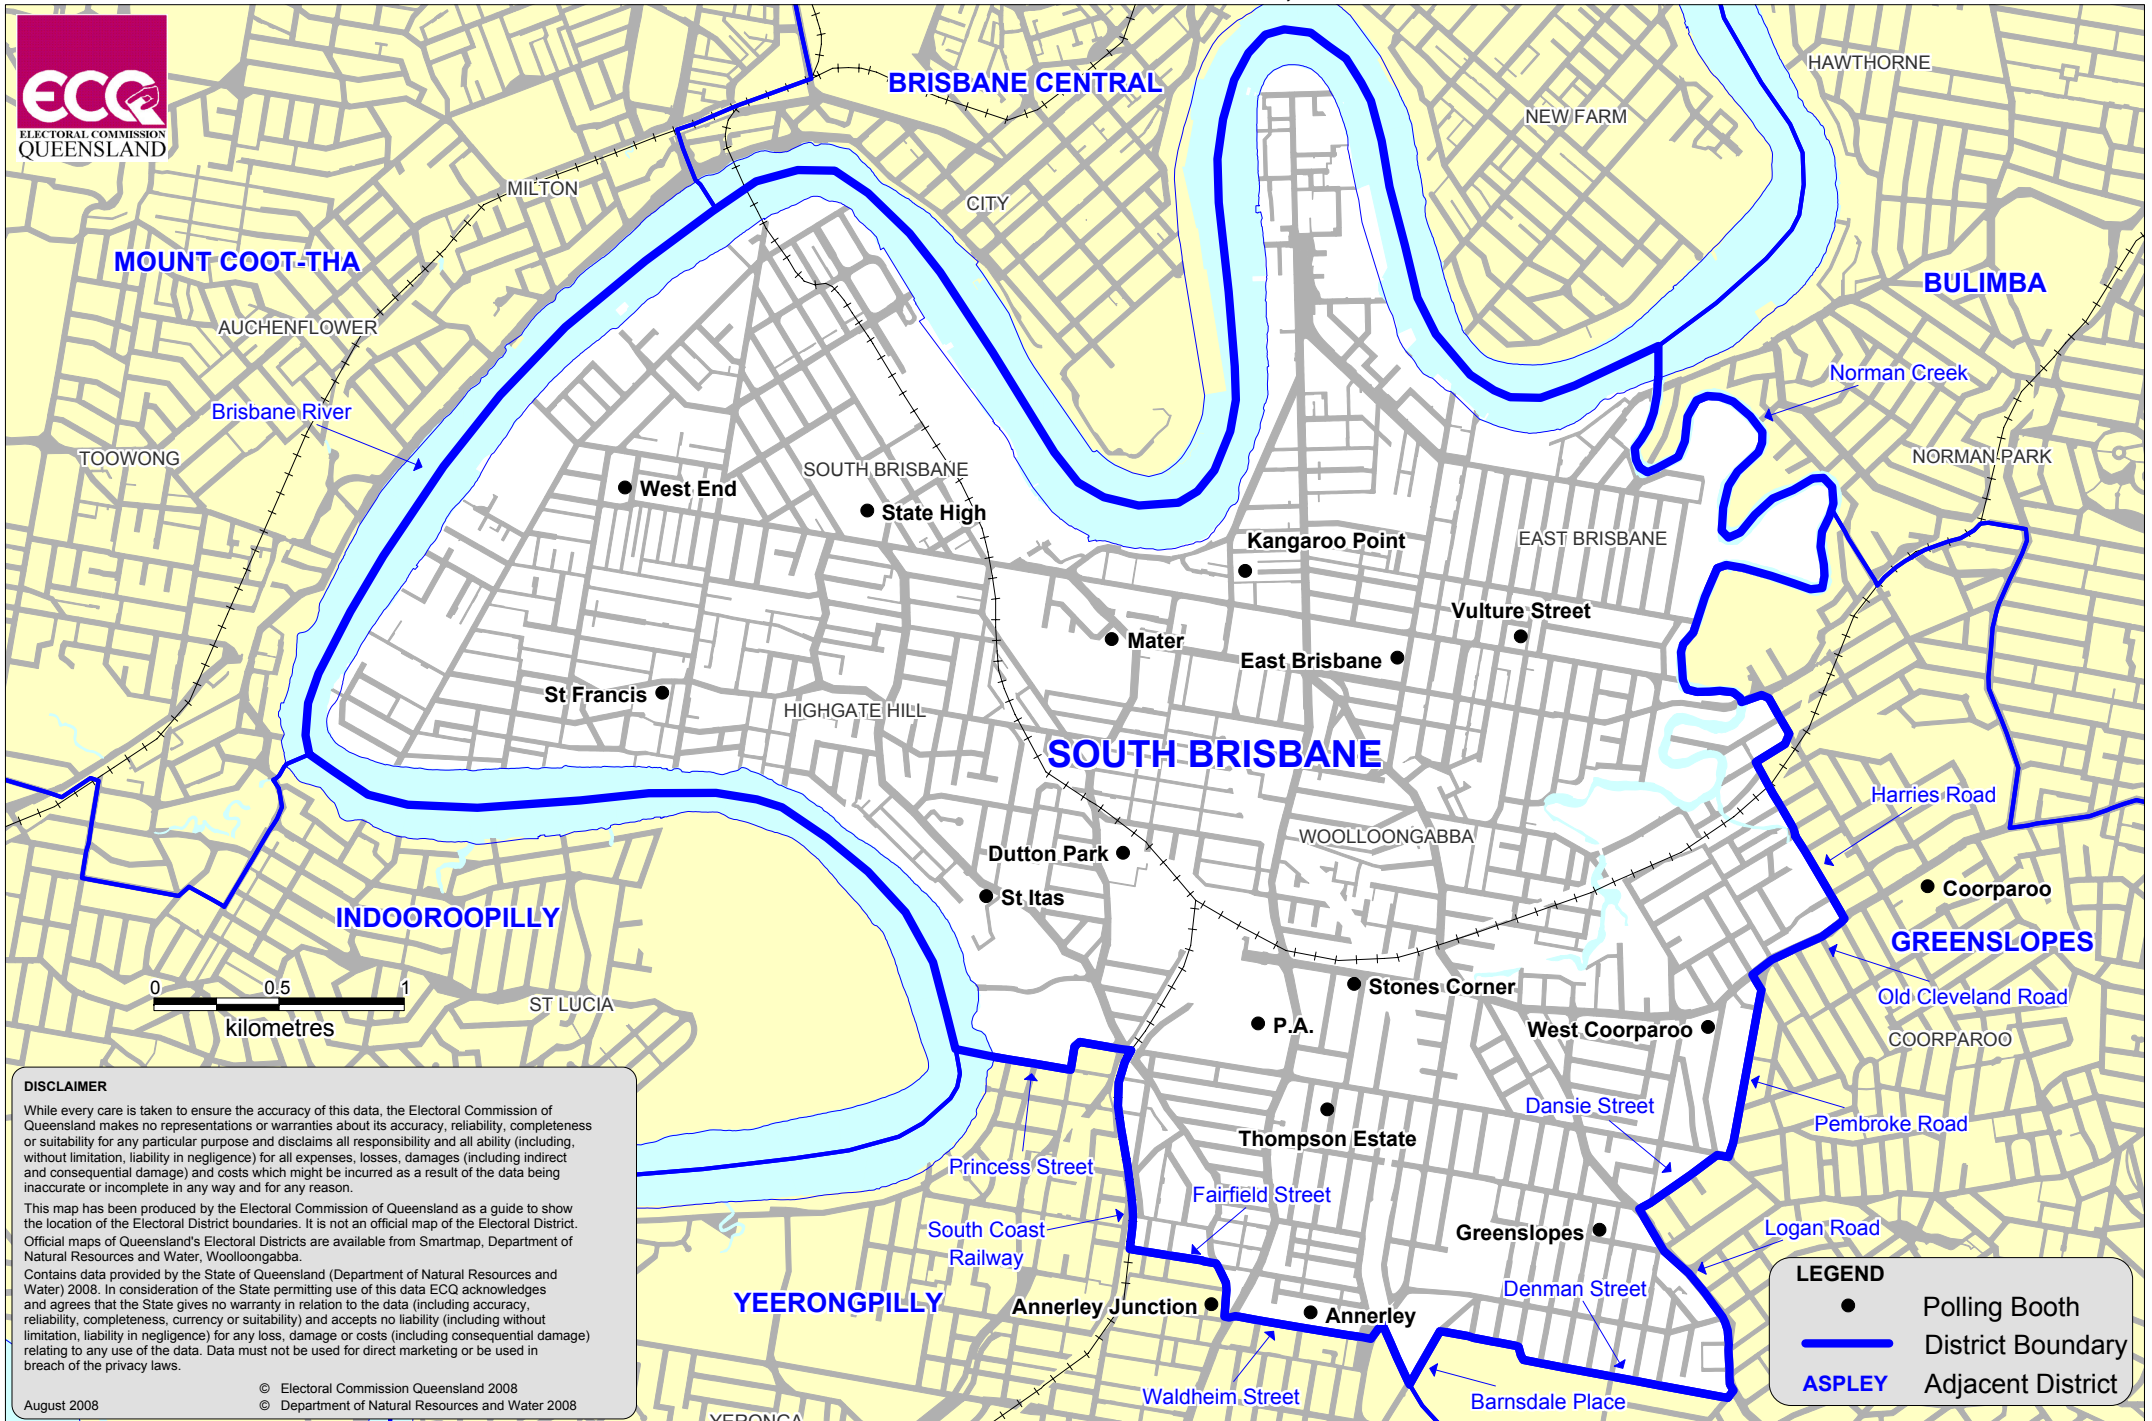 ECQ
ELECTORAL COMMISSION
QUEENSLAND
BRISBANE CENTRAL
HAWTHORNE
NEW FARM
MILTON
CITY
MOUNT COOT-THA
BULIMBA
AUCHENFLOWER
Norman Creek
Brisbane River
TOOWONG
NORMAN PARK
SOUTH BRISBANE
West End
State High
Kangaroo Point
EAST BRISBANE
Vulture Street
Mater
East Brisbane
St Francis
HIGHGATE HILL
SOUTH BRISBANE
Harries Road
WOOLLOONGABBA
Dutton Park
Coorparoo
St Itas
INDOOROOPILLY
GREENSLOPES
Stones Corner
Old Cleveland Road
0 0.5 1
kilometres
ST LUCIA
P.A.
West Coorparoo
COORPAROO
Dansie Street
Pembroke Road
Thompson Estate
Princess Street
Fairfield Street
South Coast
Railway
Greenslopes
Logan Road
Denman Street
YEERONGPILLY
Annerley Junction
Annerley
Waldheim Street
Barnsdale Place
YERONGA
DISCLAIMER
While every care is taken to ensure the accuracy of this data, the Electoral Commission of
Queensland makes no representations or warranties about its accuracy, reliability, completeness
or suitability for any particular purpose and disclaims all responsibility and all ability (including,
without limitation, liability in negligence) for all expenses, losses, damages (including indirect
and consequential damage) and costs which might be incurred as a result of the data being
inaccurate or incomplete in any way and for any reason.
This map has been produced by the Electoral Commission of Queensland as a guide to show
the location of the Electoral District boundaries. It is not an official map of the Electoral District.
Official maps of Queensland's Electoral Districts are available from Smartmap, Department of
Natural Resources and Water, Woolloongabba.
Contains data provided by the State of Queensland (Department of Natural Resources and
Water) 2008. In consideration of the State permitting use of this data ECQ acknowledges
and agrees that the State gives no warranty in relation to the data (including accuracy,
reliability, completeness, currency or suitability) and accepts no liability (including without
limitation, liability in negligence) for any loss, damage or costs (including consequential damage)
relating to any use of the data. Data must not be used for direct marketing or be used in
breach of the privacy laws.
© Electoral Commission Queensland 2008
August 2008 © Department of Natural Resources and Water 2008
LEGEND
Polling Booth
District Boundary
ASPLEY Adjacent District